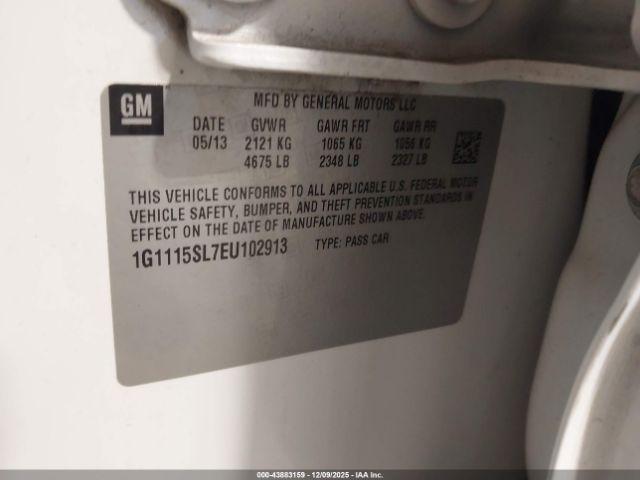 GM
MFD BY GENERAL MOTORS LLC
DATE GVWR GAWR FRT GAWR RR
05/13 2121 KG 1065 KG 1056 KG
4675 LB 2348 LB 2327 LB
THIS VEHICLE CONFORMS TO ALL APPLICABLE U.S. FEDERAL MOTOR
VEHICLE SAFETY, BUMPER, AND THEFT PREVENTION STANDARDS IN
EFFECT ON THE DATE OF MANUFACTURE SHOWN ABOVE.
1G1115SL7EU102913 TYPE: PASS CAR
000-43883159 - 12/09/2025 - IAA Inc.